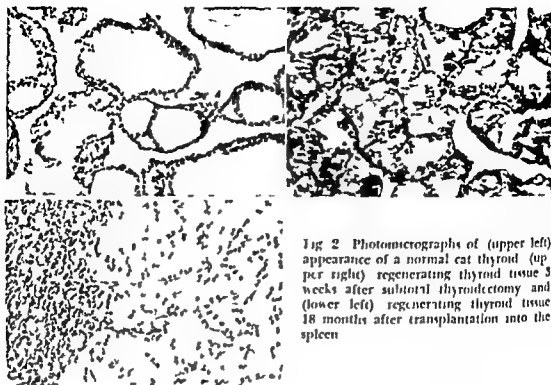 Fig 2 Photomicrographs of (upper left)
appearance of a normal cat thyroid (up
per right) regenerating thyroid tissue 3
weeks after subtotal thyroidectomy and
(lower left) regenerating thyroid tissue
18 months after transplantation into the
spleen